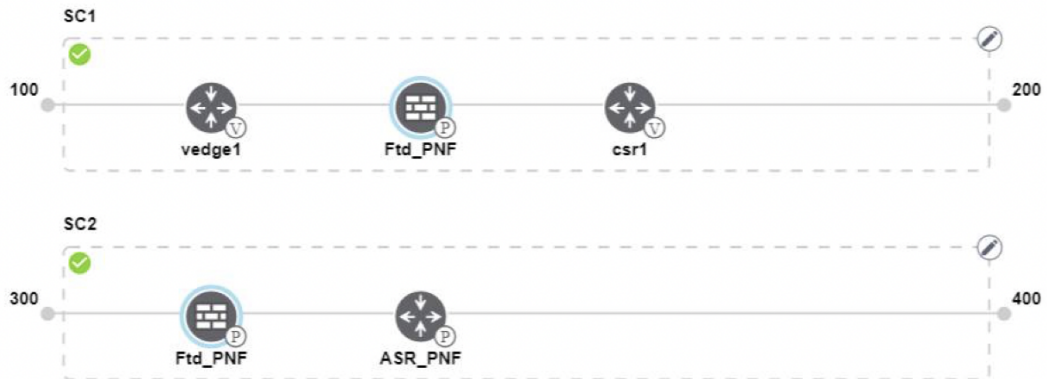 SC1
100
200
V
P
V
vedge1
Ftd_PNF
csr1
SC2
300
400
P
P
Ftd_PNF
ASR_PNF